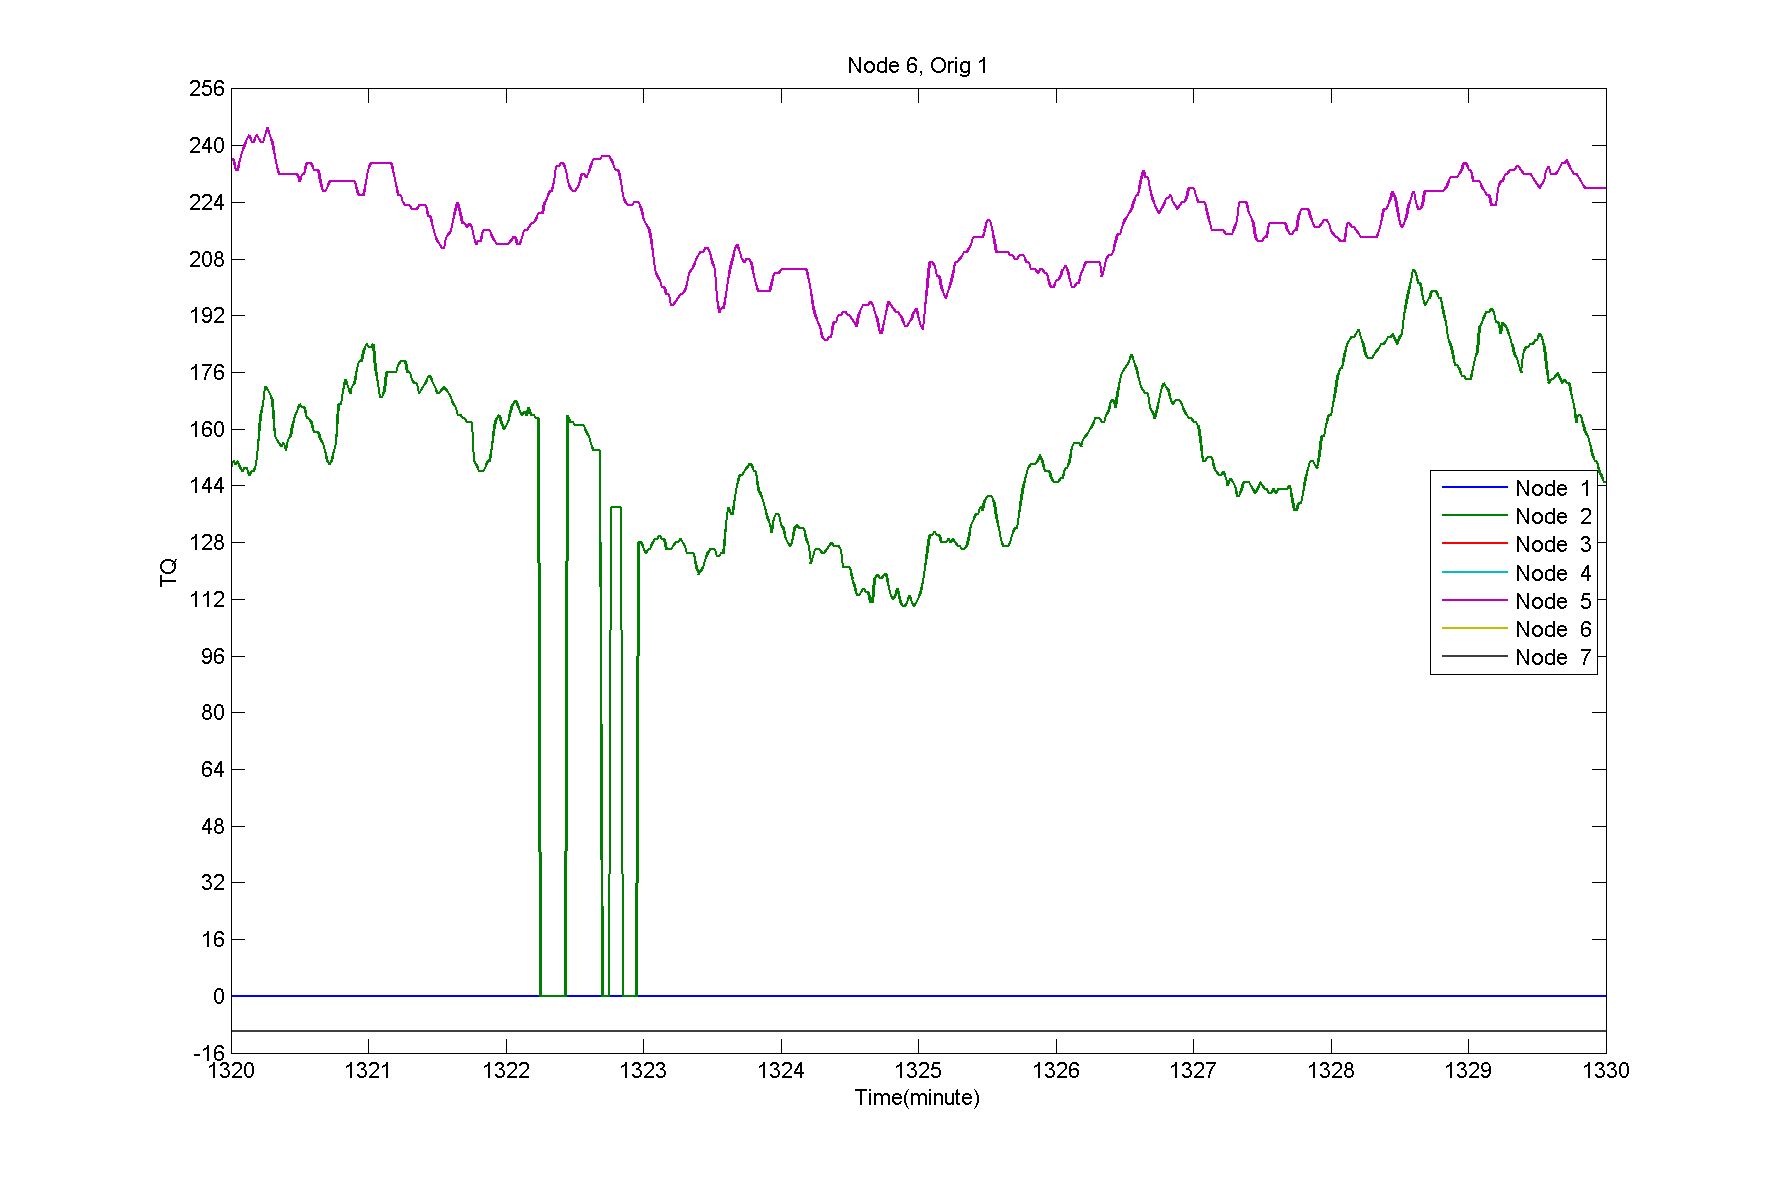 Node 6, Orig 1
256
240
224
208
192
176
160
144
128
112
96
80
64
48
32
16
0
-16
TQ
Node 1
Node 2
Node 3
Node 4
Node 5
Node 6
Node 7
1320 1321 1322 1323 1324 1325 1326 1327 1328 1329 1330
Time(minute)